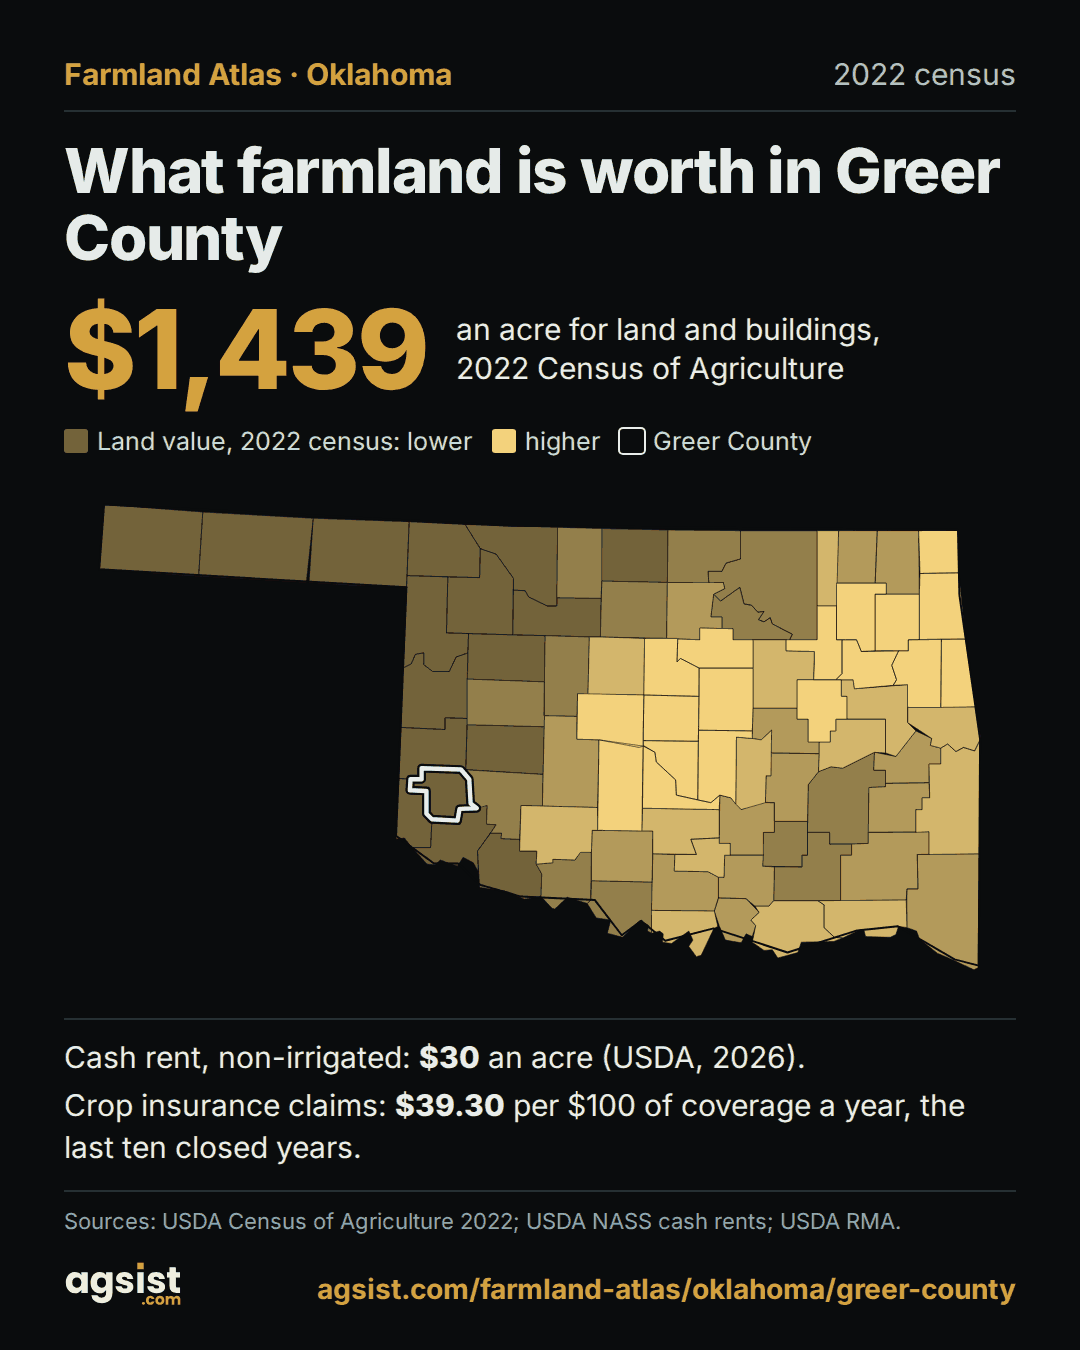 Farmland Atlas · Oklahoma
2022 census
What farmland is worth in Greer
County
$1,439
an acre for land and buildings,
2022 Census of Agriculture
Land value, 2022 census: lower
higher
Greer County
Cash rent, non-irrigated: $30 an acre (USDA, 2026).
Crop insurance claims: $39.30 per $100 of coverage a year, the
last ten closed years.
Sources: USDA Census of Agriculture 2022; USDA NASS cash rents; USDA RMA.
agsist
.com
agsist.com/farmland-atlas/oklahoma/greer-county